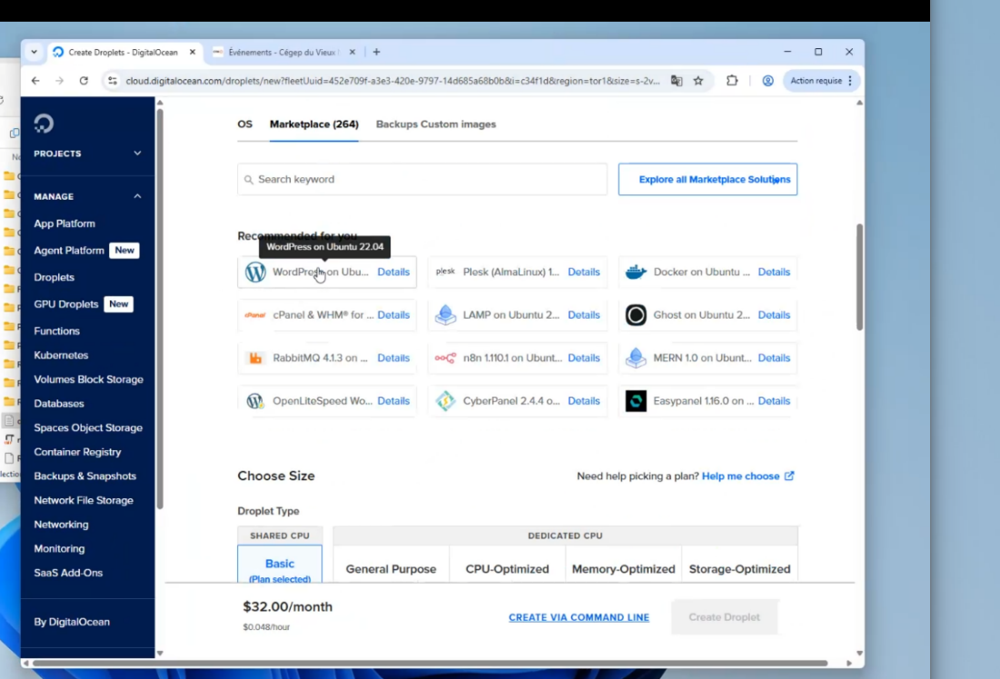 Create Droplets - DigitalOcean
Événements - Cégep du Vieux
cloud.digitalocean.com/droplets/new?fleetUuid=452e709f-a3e3-420e-9797-14d685a68b0b&i=c34f1d&region=tor1&size=s-2v...
Action requise
PROJECTS
MANAGE
App Platform
Agent Platform New
Droplets
GPU Droplets New
Functions
Kubernetes
Volumes Block Storage
Databases
Spaces Object Storage
Container Registry
Backups & Snapshots
Network File Storage
Networking
Monitoring
SaaS Add-Ons
By DigitalOcean
OS Marketplace (264) Backups Custom images
Search keyword
Explore all Marketplace Solutions
Recommended for you
WordPress on Ubuntu 22.04
WordPress on Ubu... Details
plesk Plesk (AlmaLinux) 1... Details
Docker on Ubuntu ... Details
cPanel cPanel & WHM® for ... Details
LAMP on Ubuntu 2... Details
Ghost on Ubuntu 2... Details
RabbitMQ 4.1.3 on ... Details
n8n 1.110.1 on Ubunt... Details
MERN 1.0 on Ubunt... Details
OpenLiteSpeed Wo... Details
CyberPanel 2.4.4 o... Details
Easypanel 1.16.0 on ... Details
Choose Size
Need help picking a plan? Help me choose
Droplet Type
SHARED CPU
DEDICATED CPU
Basic
(Plan selected)
General Purpose
CPU-Optimized
Memory-Optimized
Storage-Optimized
$32.00/month
$0.048/hour
CREATE VIA COMMAND LINE
Create Droplet